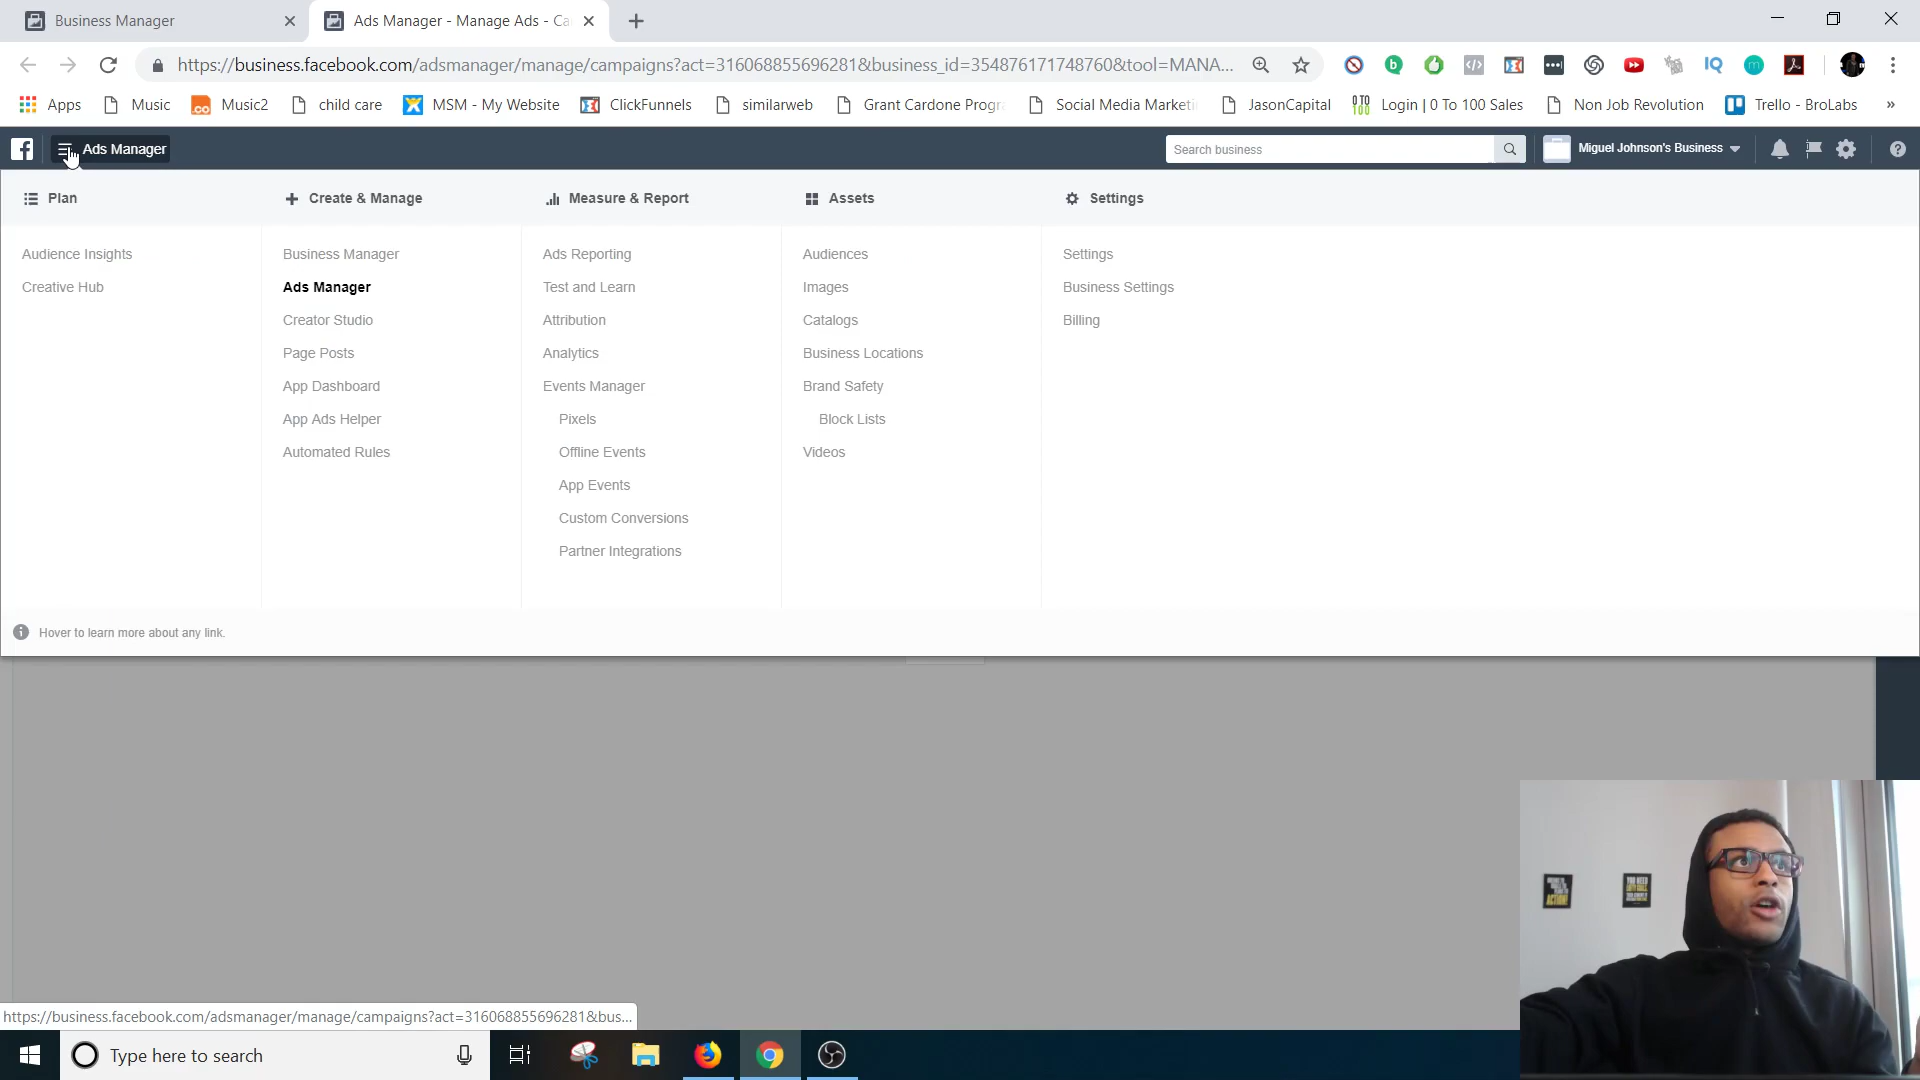 Business Manager
Ads Manager - Manage Ads - Ca
https://business.facebook.com/adsmanager/manage/campaigns?act=316068855696281&business_id=354876171748760&tool=MANA...
Apps
Music
Music2
child care
MSM - My Website
ClickFunnels
similarweb
Grant Cardone Progra
Social Media Marketi
JasonCapital
Login | 0 To 100 Sales
Non Job Revolution
Trello - BroLabs
»
Ads Manager
Search business
Miguel Johnson's Business
Plan
Audience Insights
Creative Hub
Create & Manage
Business Manager
Ads Manager
Creator Studio
Page Posts
App Dashboard
App Ads Helper
Automated Rules
Measure & Report
Ads Reporting
Test and Learn
Attribution
Analytics
Events Manager
Pixels
Offline Events
App Events
Custom Conversions
Partner Integrations
Assets
Audiences
Images
Catalogs
Business Locations
Brand Safety
Block Lists
Videos
Settings
Settings
Business Settings
Billing
Hover to learn more about any link.
https://business.facebook.com/adsmanager/manage/campaigns?act=316068855696281&bus...
Type here to search